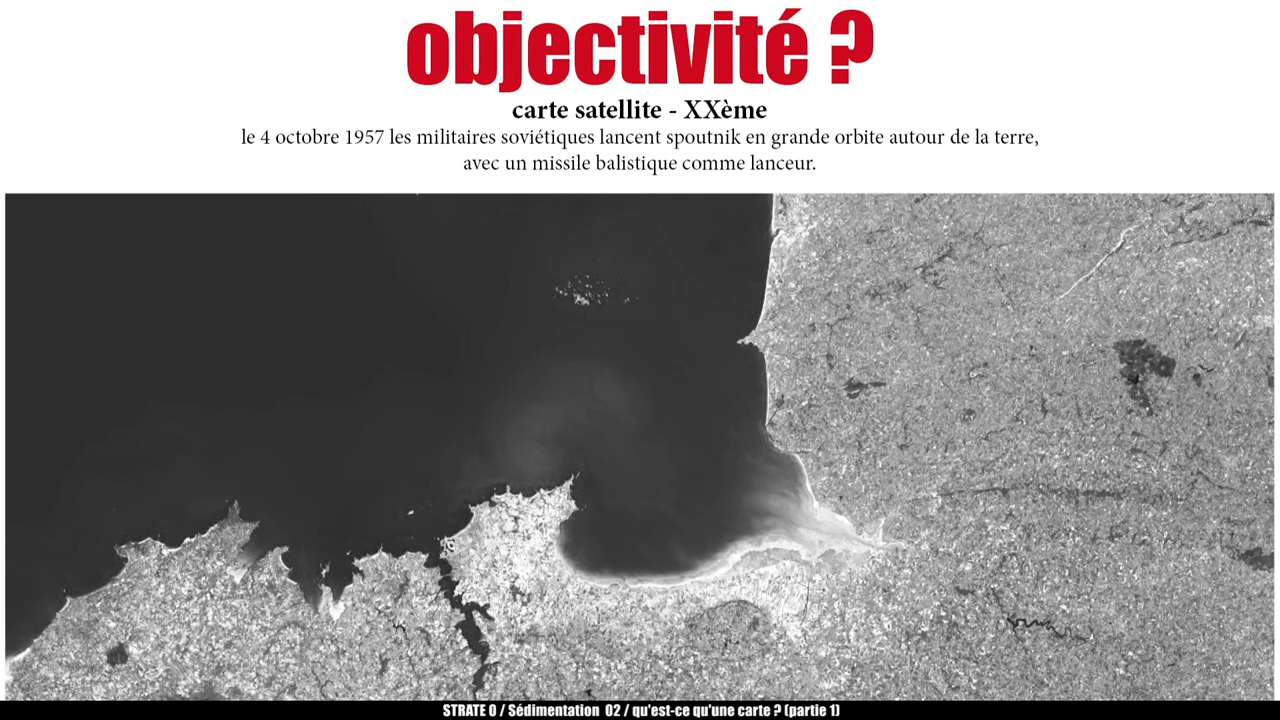 objectivité ?
carte satellite - XXème
le 4 octobre 1957 les militaires soviétiques lancent spoutnik en grande orbite autour de la terre,
avec un missile balistique comme lanceur.
STRATE 0 / Sédimentation 02 / qu'est-ce qu'une carte ? (partie 1)